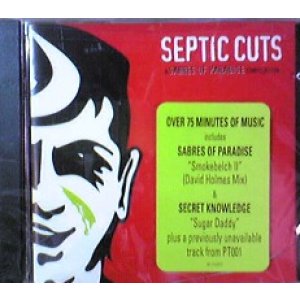 SEPTIC CUTS
A SABRES OF PARADISE COMPILATION
OVER 75 MINUTES OF MUSIC
includes
SABRES OF PARADISE
"Smokebelch II"
(David Holmes Mix)
&
SECRET KNOWLEDGE
"Sugar Daddy"
plus a previously unavailable
track from PT001